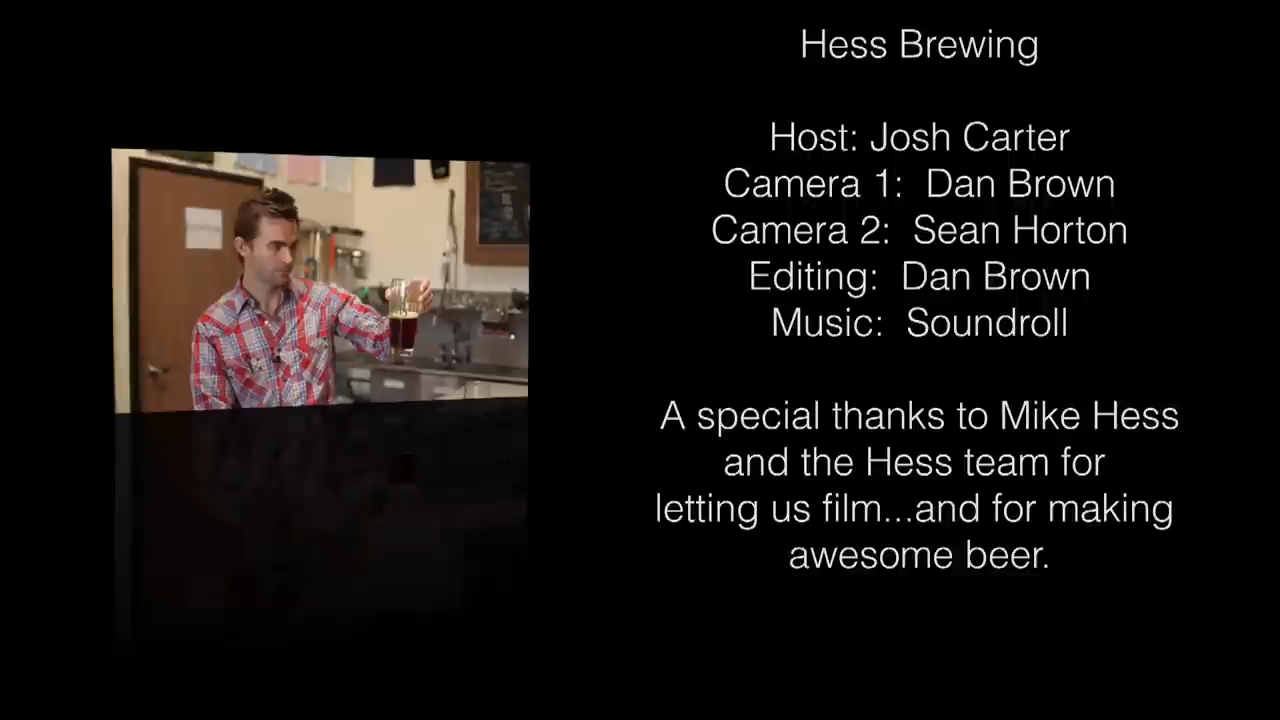 Hess Brewing
Host: Josh Carter
Camera 1: Dan Brown
Camera 2: Sean Horton
Editing: Dan Brown
Music: Soundroll
A special thanks to Mike Hess
and the Hess team for
letting us film...and for making
awesome beer.